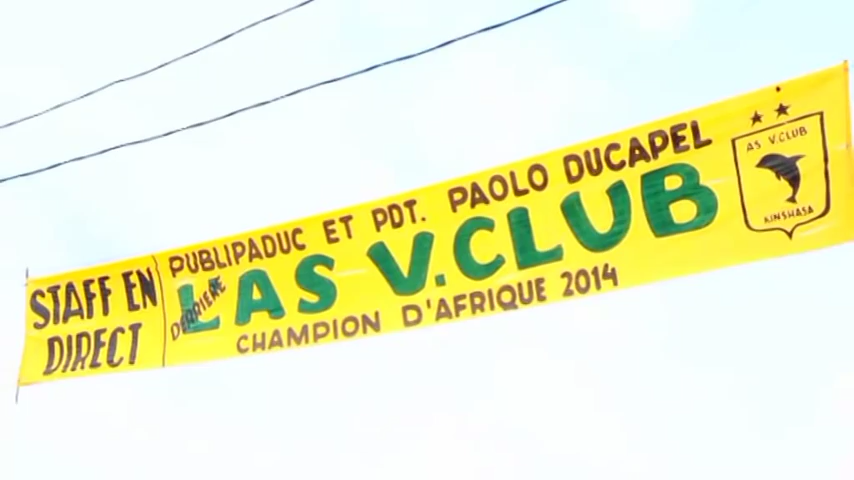 STAFF EN
DIRECT
PUBLIPADUC ET PDT. PAOLO DUCAPEL
DERRIERE
L AS V.CLUB
CHAMPION D'AFRIQUE 2014
AS V.CLUB
KINSHASA